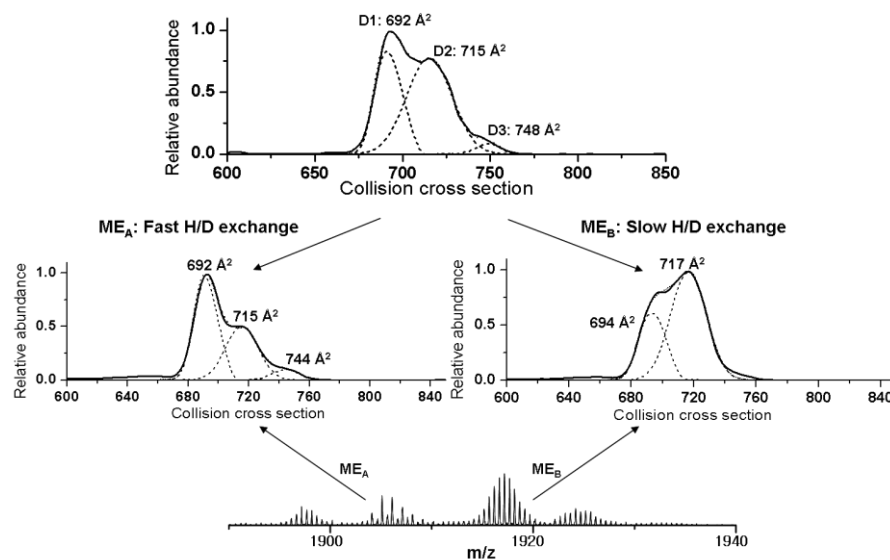 D1: 692 Å²
D2: 715 Å²
D3: 748 Å²
Relative abundance
1.0
0.5
0.0
600 650 700 750 800 850
Collision cross section
ME_A: Fast H/D exchange
ME_B: Slow H/D exchange
692 Å²
715 Å²
744 Å²
Relative abundance
1.0
0.5
0.0
600 640 680 720 760 800 840
Collision cross section
717 Å²
694 Å²
Relative abundance
1.0
0.5
0.0
600 640 680 720 760 800 840
Collision cross section
ME_A
ME_B
1900 1920 1940
m/z